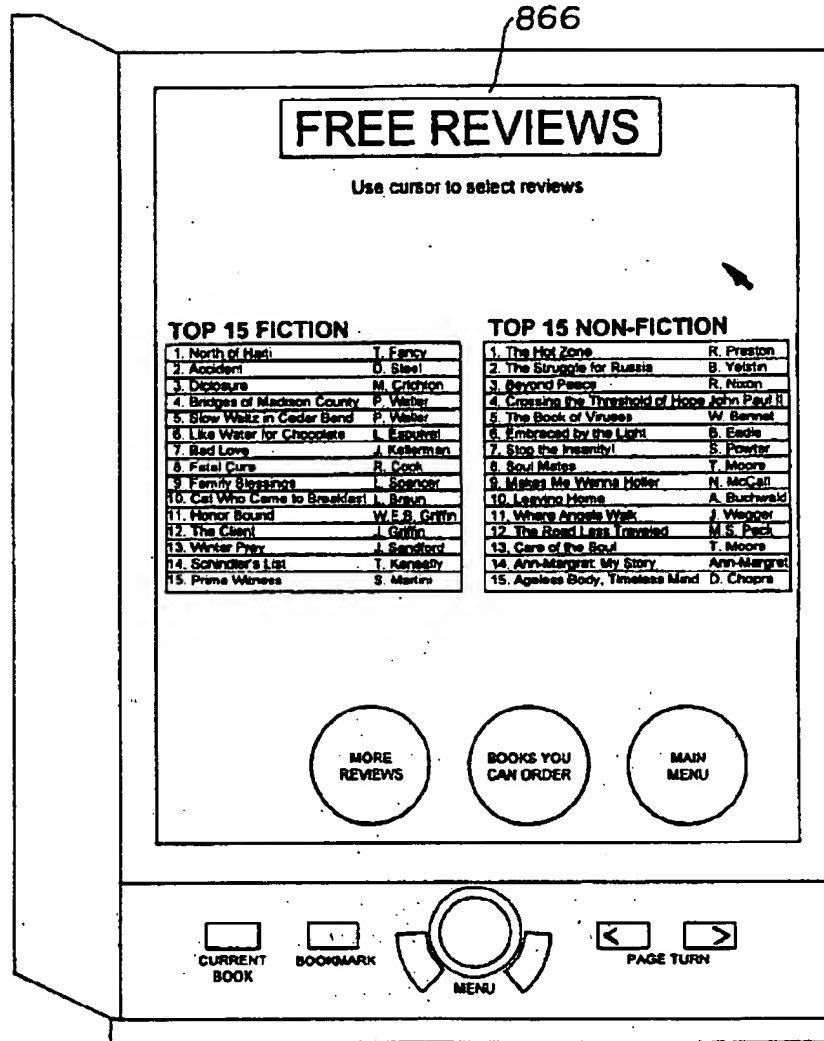 866
FREE REVIEWS
Use cursor to select reviews
TOP 15 FICTION
1. North of Haiti T. Fancy
2. Accident D. Steel
3. Diclosure M. Crichton
4. Bridges of Madison County P. Waller
5. Slow Waltz in Ceder Bend P. Waller
6. Like Water for Chocolate L. Esquivel
7. Bad Love J. Kellerman
8. Fatal Cure R. Cook
9. Family Blessings L. Spencer
10. Cat Who Came to Breakfast L. Braun
11. Honor Bound W.E.B. Griffin
12. The Client J. Griffin
13. Winter Prey J. Sandford
14. Schindler's List T. Keneally
15. Prime Witness S. Martini
TOP 15 NON-FICTION
1. The Hot Zone R. Preston
2. The Struggle for Russia B. Yelstin
3. Beyond Peace R. Nixon
4. Crossing the Threshold of Hope John Paul II
5. The Book of Viruses W. Bennet
6. Embraced by the Light B. Eadie
7. Stop the Insanity! S. Powter
8. Soul Mates T. Moore
9. Makes Me Wanna Holler N. McCall
10. Leaving Home A. Buchwald
11. Where Angels Walk J. Wagger
12. The Road Less Traveled M.S. Peck
13. Care of the Soul T. Moore
14. Ann-Margret: My Story Ann-Margret
15. Ageless Body, Timeless Mind D. Chopra
MORE
REVIEWS
BOOKS YOU
CAN ORDER
MAIN
MENU
CURRENT
BOOK
BOOKMARK
MENU
< >
PAGE TURN